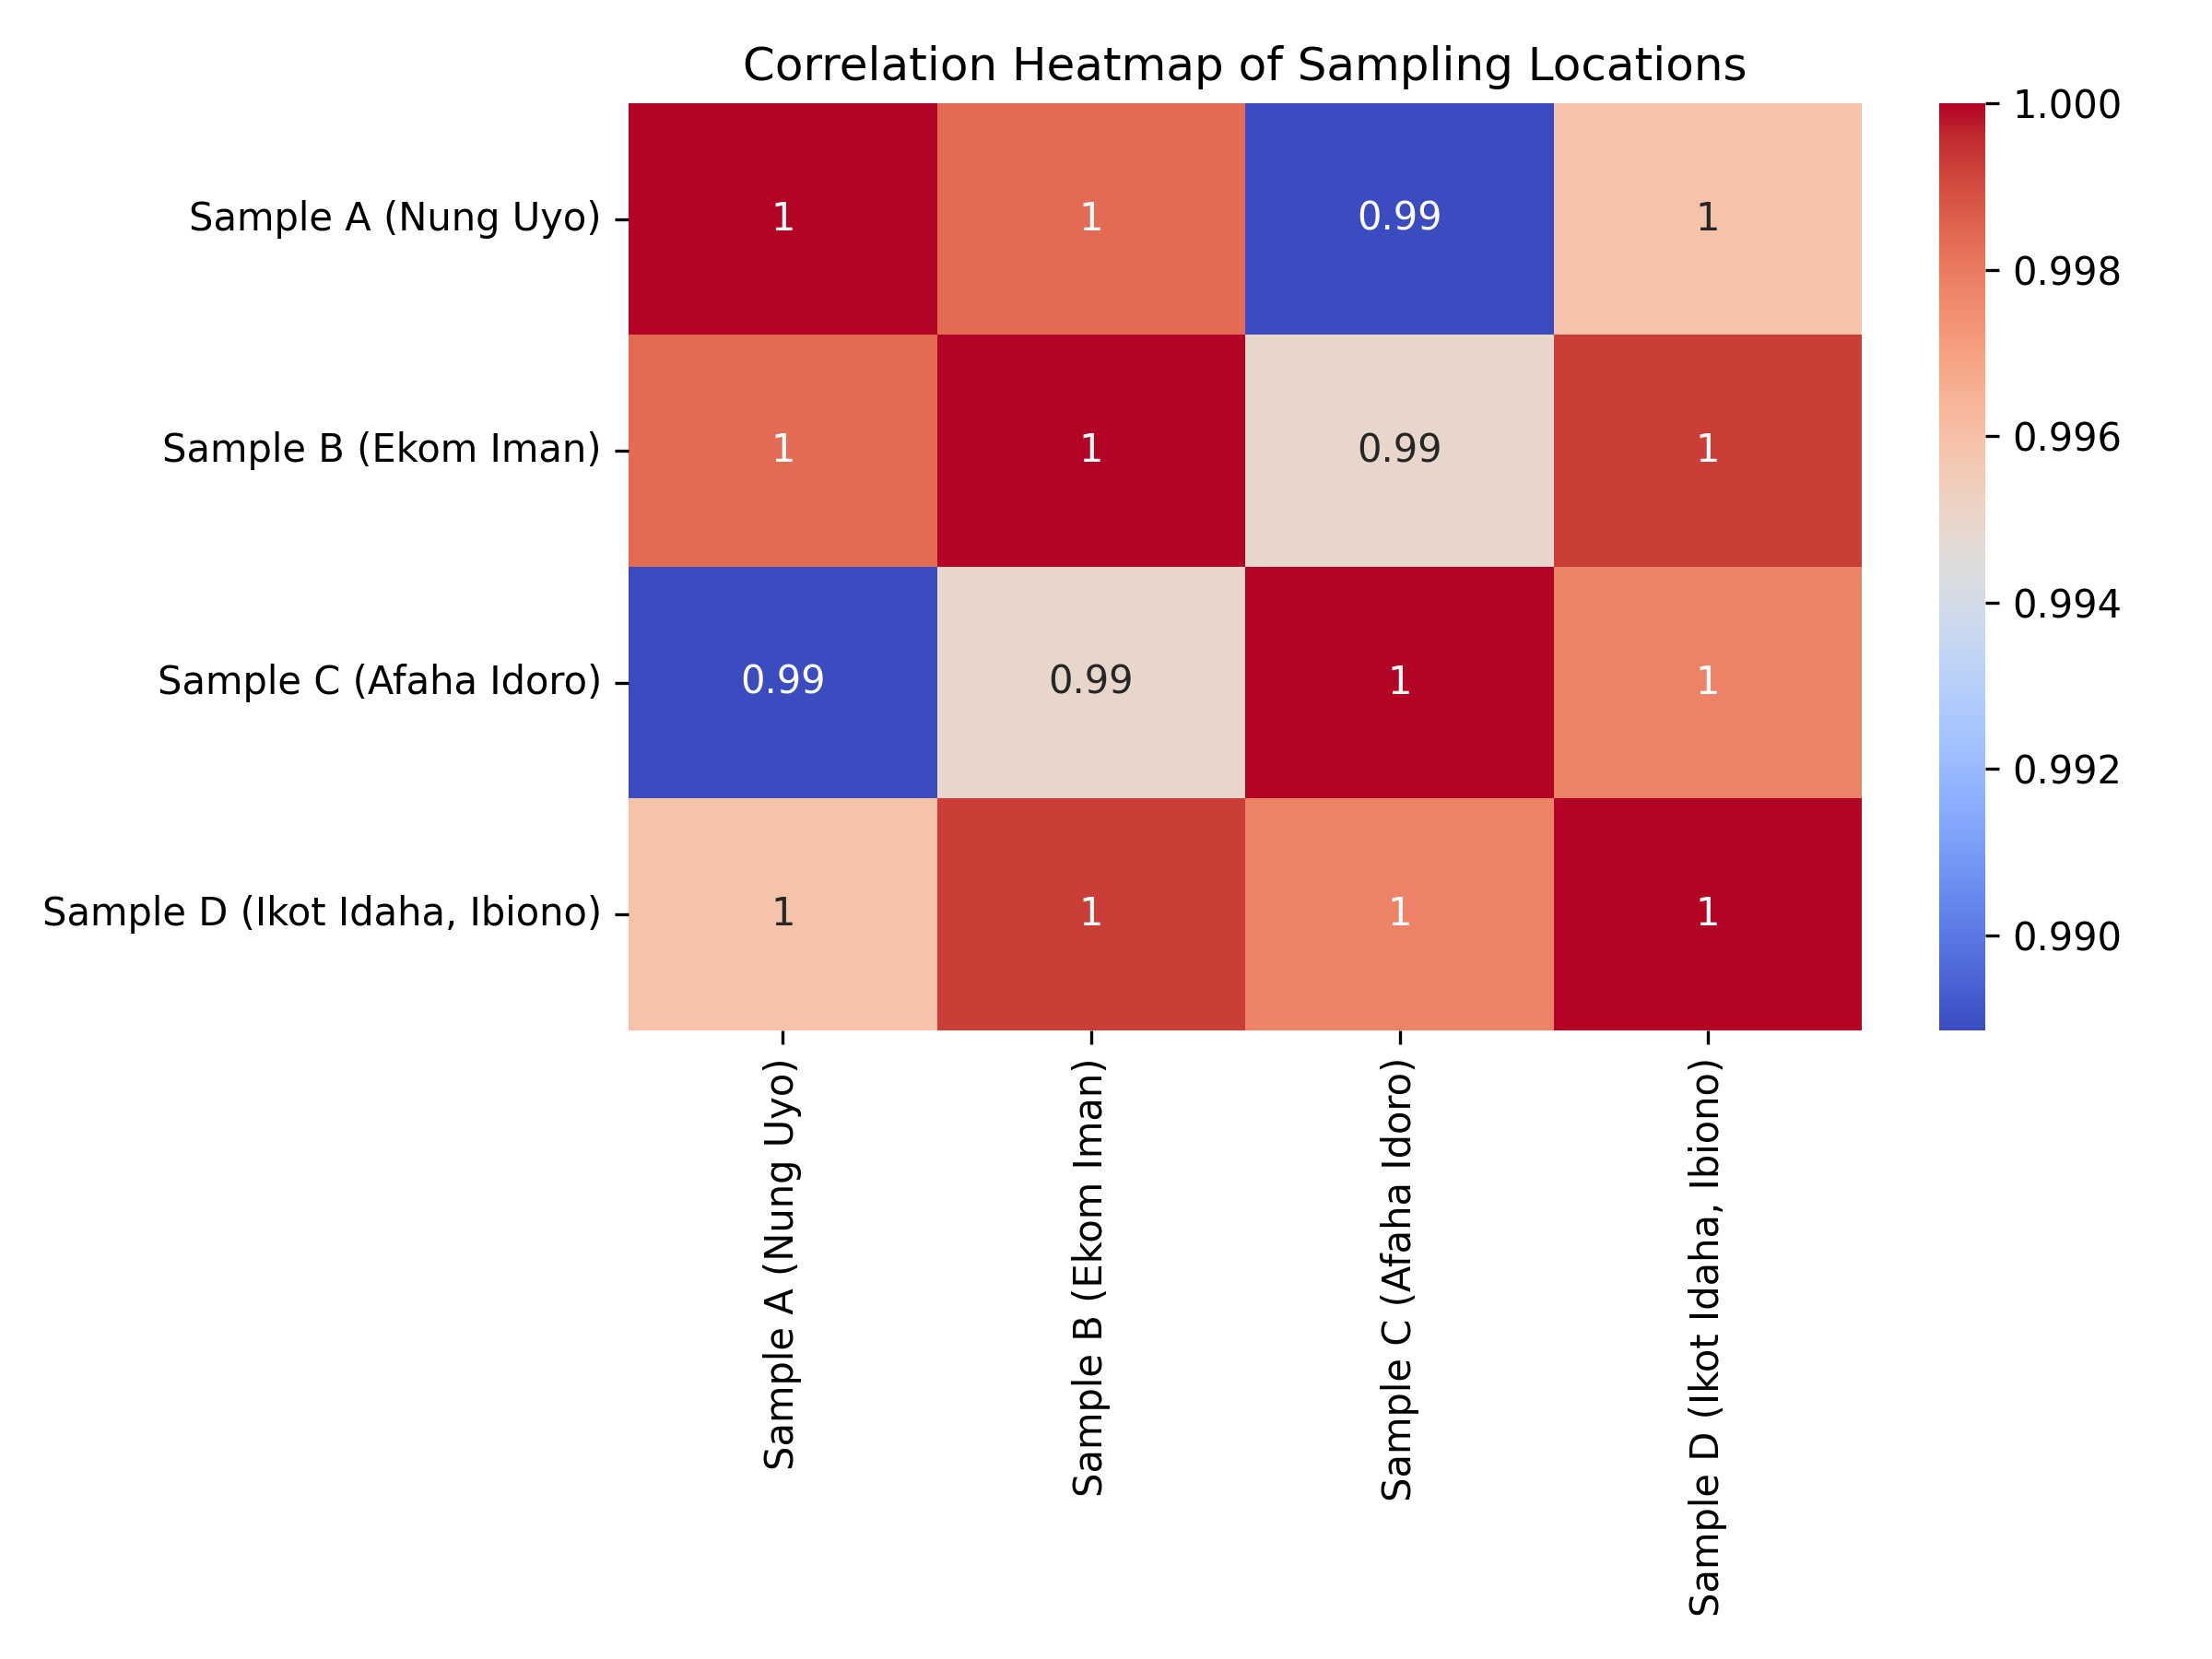 Correlation Heatmap of Sampling Locations
Sample A (Nung Uyo)
1 1 0.99 1
Sample B (Ekom Iman)
1 1 0.99 1
Sample C (Afaha Idoro)
0.99 0.99 1 1
Sample D (Ikot Idaha, Ibiono)
1 1 1 1
Sample A (Nung Uyo)
Sample B (Ekom Iman)
Sample C (Afaha Idoro)
Sample D (Ikot Idaha, Ibiono)
1.000
0.998
0.996
0.994
0.992
0.990